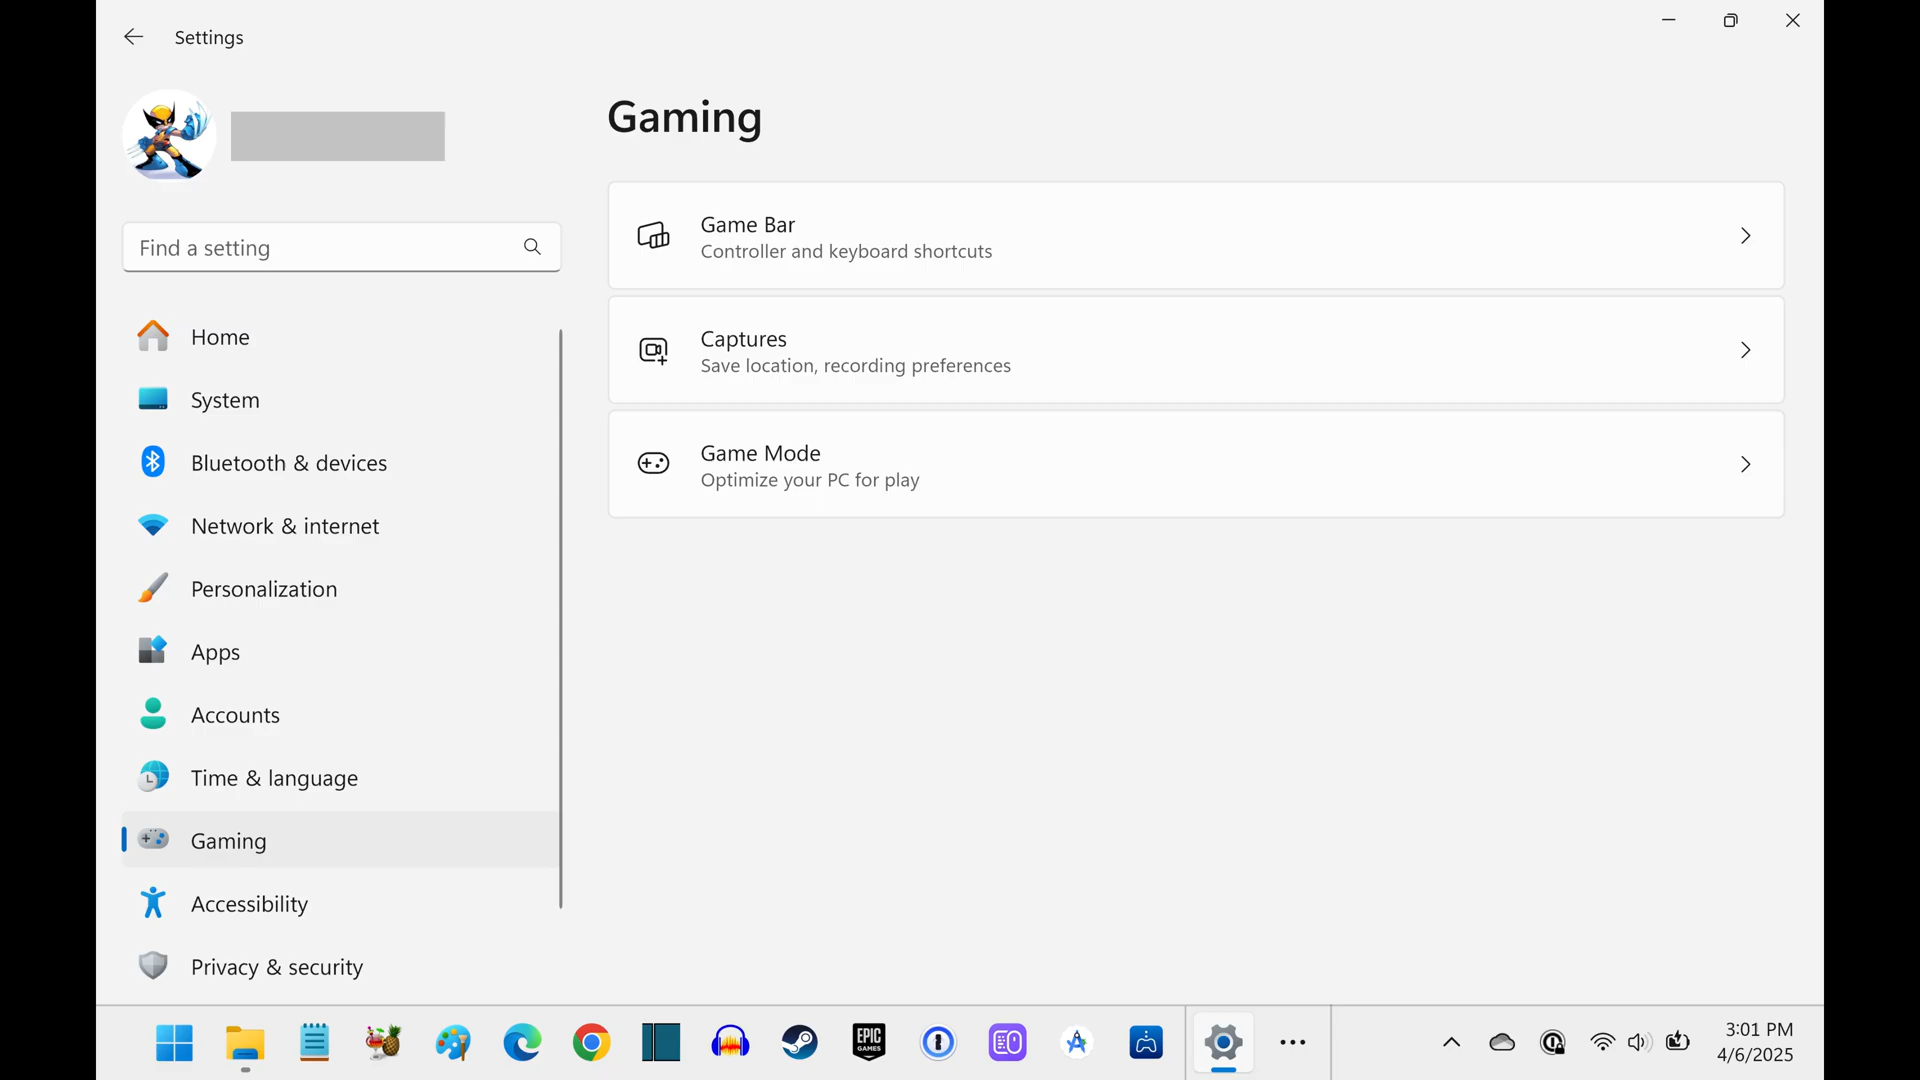 Settings
Gaming
Find a setting
Home
System
Bluetooth & devices
Network & internet
Personalization
Apps
Accounts
Time & language
Gaming
Accessibility
Privacy & security
Game Bar
Controller and keyboard shortcuts
Captures
Save location, recording preferences
Game Mode
Optimize your PC for play
EPIC
GAMES
3:01 PM
4/6/2025